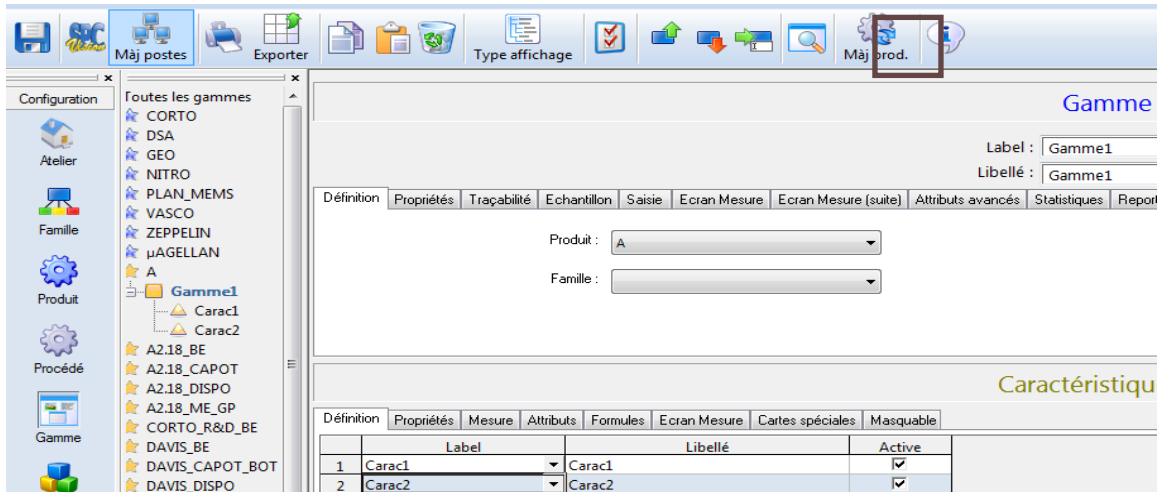 SPC Vision
Màj postes
Exporter
Type affichage
Màj prod.
Configuration
Atelier
Famille
Produit
Procédé
Gamme
Toutes les gammes
CORTO
DSA
GEO
NITRO
PLAN_MEMS
VASCO
ZEPPELIN
µAGELLAN
A
Gamme1
Carac1
Carac2
A2.18_BE
A2.18_CAPOT
A2.18_DISPO
A2.18_ME_GP
CORTO_R&D_BE
DAVIS_BE
DAVIS_CAPOT_BOT
DAVIS_DISPO
Gamme
Label : Gamme1
Libellé : Gamme1
Définition Propriétés Traçabilité Echantillon Saisie Ecran Mesure Ecran Mesure (suite) Attributs avancés Statistiques Report
Produit : A
Famille :
Caractéristiqu
Définition Propriétés Mesure Attributs Formules Ecran Mesure Cartes spéciales Masquable
Label Libellé Active
1 Carac1 Carac1
2 Carac2 Carac2